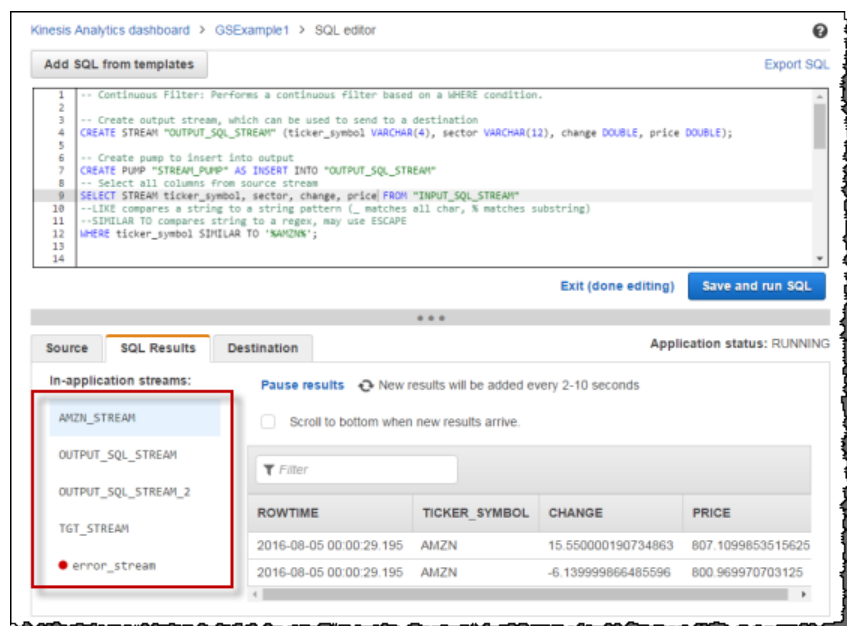 Kinesis Analytics dashboard > GSExample1 > SQL editor
Add SQL from templates
Export SQL
1 -- Continuous Filter: Performs a continuous filter based on a WHERE condition.
2
3 -- Create output stream, which can be used to send to a destination
4 CREATE STREAM "OUTPUT_SQL_STREAM" (ticker_symbol VARCHAR(4), sector VARCHAR(12), change DOUBLE, price DOUBLE);
5
6 -- Create pump to insert into output
7 CREATE PUMP "STREAM_PUMP" AS INSERT INTO "OUTPUT_SQL_STREAM"
8 -- Select all columns from source stream
9 SELECT STREAM ticker_symbol, sector, change, price FROM "INPUT_SQL_STREAM"
10 --LIKE compares a string to a string pattern (_ matches all char, % matches substring)
11 --SIMILAR TO compares string to a regex, may use ESCAPE
12 WHERE ticker_symbol SIMILAR TO '%AMZN%';
13
14
Exit (done editing)
Save and run SQL
Source
SQL Results
Destination
Application status: RUNNING
In-application streams:
AMZN_STREAM
OUTPUT_SQL_STREAM
OUTPUT_SQL_STREAM_2
TGT_STREAM
error_stream
Pause results New results will be added every 2-10 seconds
Scroll to bottom when new results arrive.
Filter
ROWTIME TICKER_SYMBOL CHANGE PRICE
2016-08-05 00:00:29.195 AMZN 15.550000190734863 807.1099853515625
2016-08-05 00:00:29.195 AMZN -6.139999866485596 800.969970703125